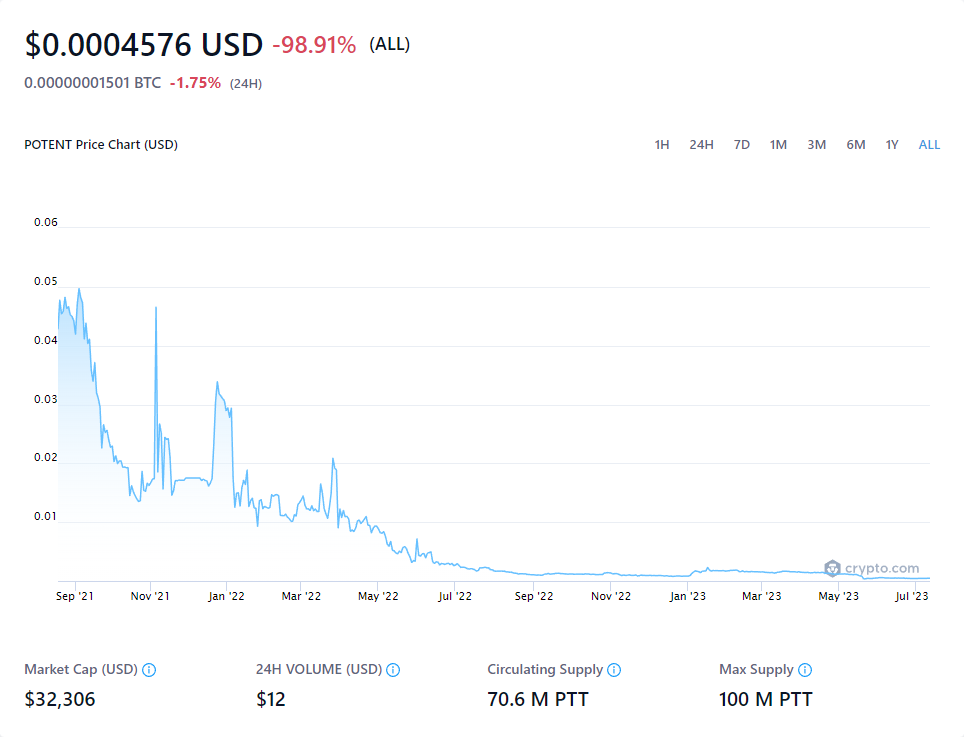 $0.0004576 USD -98.91% (ALL)
0.00000001501 BTC -1.75% (24H)
POTENT Price Chart (USD) 1H 24H 7D 1M 3M 6M 1Y ALL
0.06
0.05
0.04
0.03
0.02
0.01
crypto.com
Sep '21 Nov '21 Jan '22 Mar '22 May '22 Jul '22 Sep '22 Nov '22 Jan '23 Mar '23 May '23 Jul '23
Market Cap (USD) 24H VOLUME (USD) Circulating Supply Max Supply
$32,306 $12 70.6 M PTT 100 M PTT